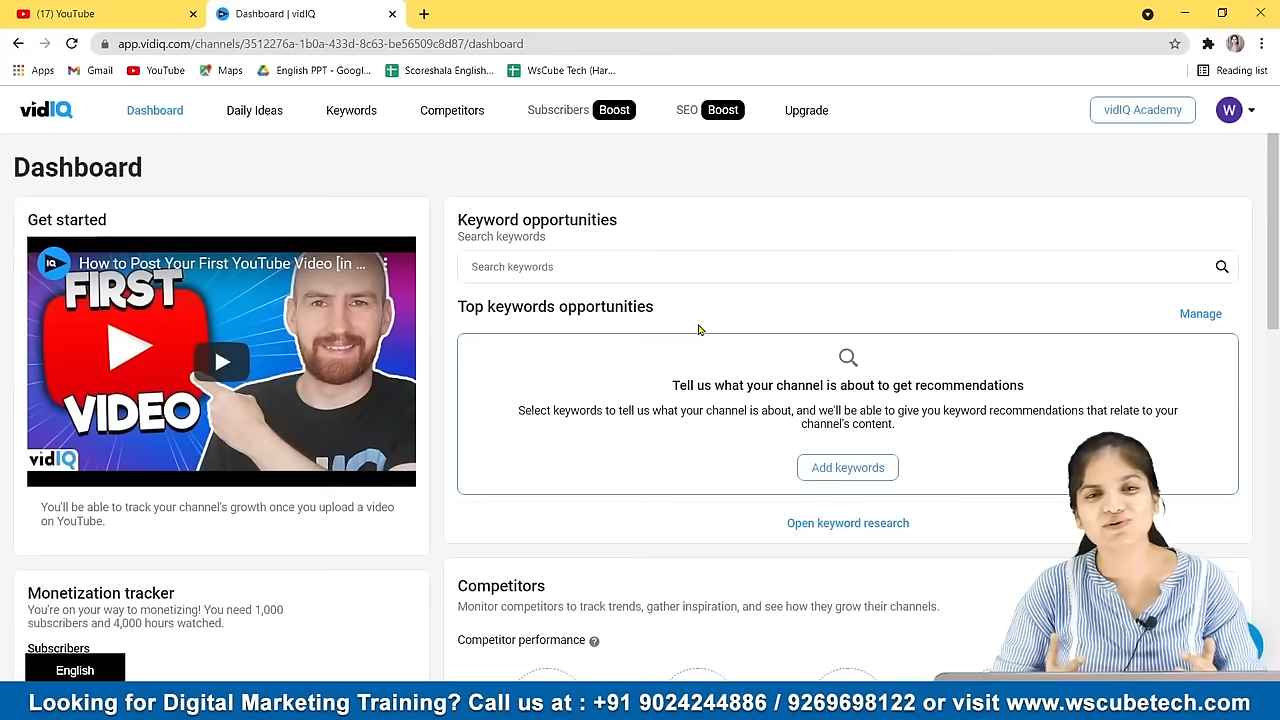 (17) YouTube
Dashboard | vidIQ
app.vidiq.com/channels/3512276a-1b0a-433d-8c63-be56509c8d87/dashboard
Apps
Gmail
YouTube
Maps
English PPT - Googl...
Scoreshala English...
WsCube Tech (Har...
Reading list
vidIQ
Dashboard
Daily Ideas
Keywords
Competitors
Subscribers Boost
SEO Boost
Upgrade
vidIQ Academy
W
Dashboard
Get started
IQ
How to Post Your First YouTube Video [in ...
FIRST
VIDEO
vidIQ
You'll be able to track your channel's growth once you upload a video
on YouTube.
Keyword opportunities
Search keywords
Search keywords
Top keywords opportunities
Manage
Tell us what your channel is about to get recommendations
Select keywords to tell us what your channel is about, and we'll be able to give you keyword recommendations that relate to your
channel's content.
Add keywords
Open keyword research
Monetization tracker
You're on your way to monetizing! You need 1,000
subscribers and 4,000 hours watched.
Subscribers
English
Competitors
Monitor competitors to track trends, gather inspiration, and see how they grow their channels.
Competitor performance ?
Looking for Digital Marketing Training? Call us at : +91 9024244886 / 9269698122 or visit www.wscubetech.com